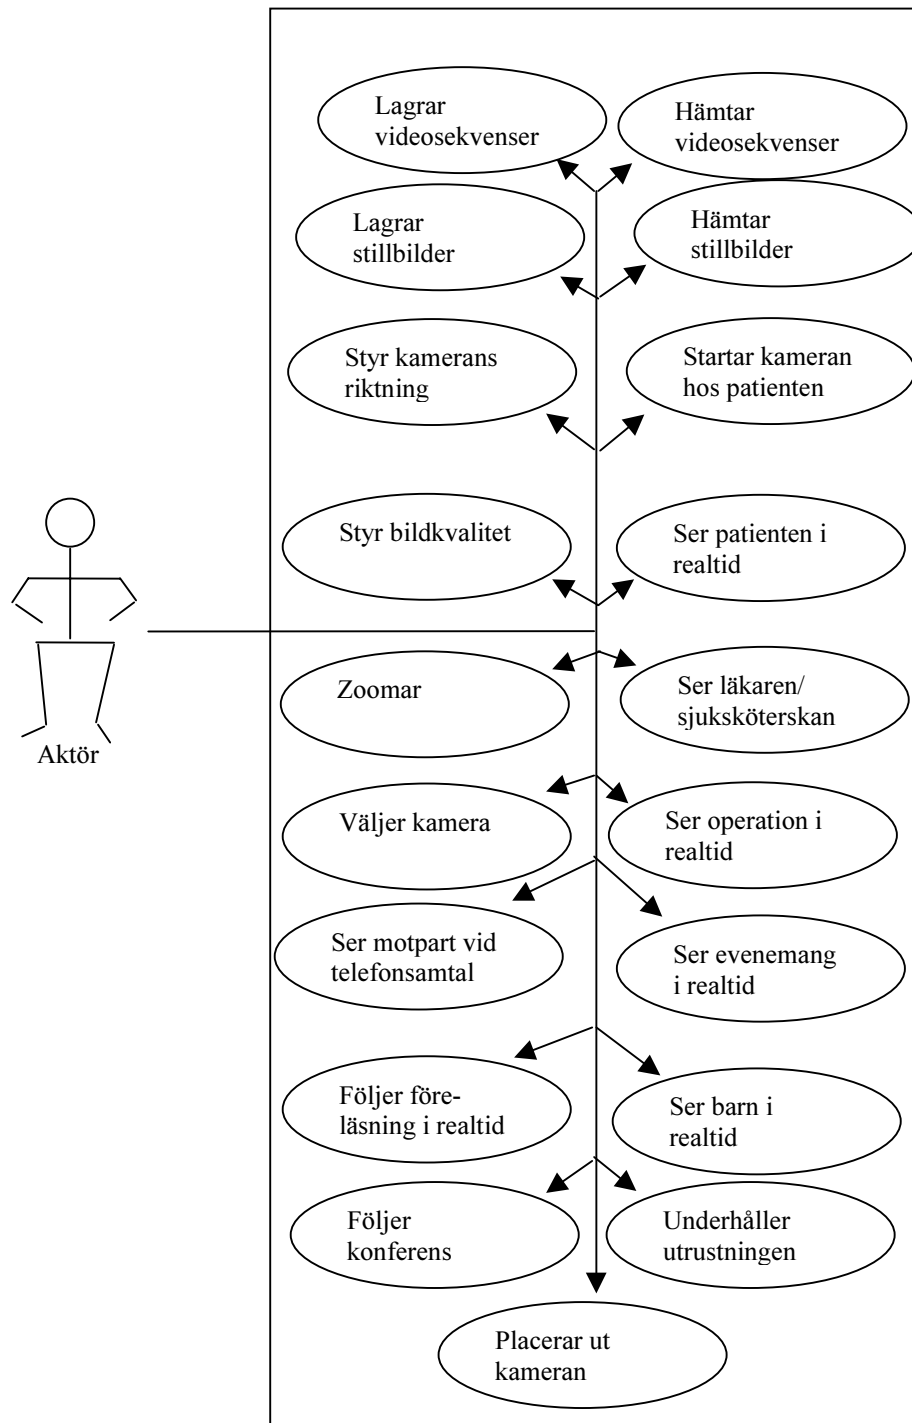 Lagrar
videosekvenser
Hämtar
videosekvenser
Lagrar
stillbilder
Hämtar
stillbilder
Styr kamerans
riktning
Startar kameran
hos patienten
Styr bildkvalitet
Ser patienten i
realtid
Aktör
Zoomar
Ser läkaren/
sjuksköterskan
Väljer kamera
Ser operation i
realtid
Ser motpart vid
telefonsamtal
Ser evenemang
i realtid
Följer före-
läsning i realtid
Ser barn i
realtid
Följer
konferens
Underhåller
utrustningen
Placerar ut
kameran